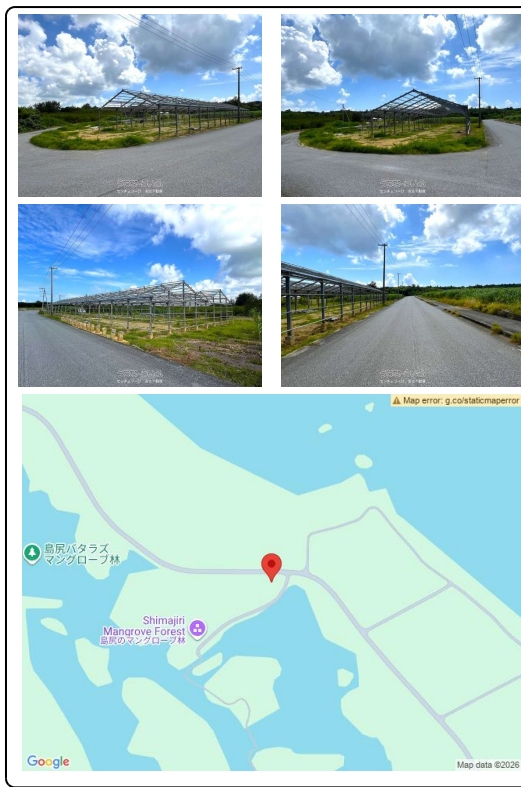 Map error: g.co/staticmaperror
島尻バタラズ
マングローブ林
Shimajiri
Mangrove Forest
島尻のマングローブ林
Google
Map data ©2026